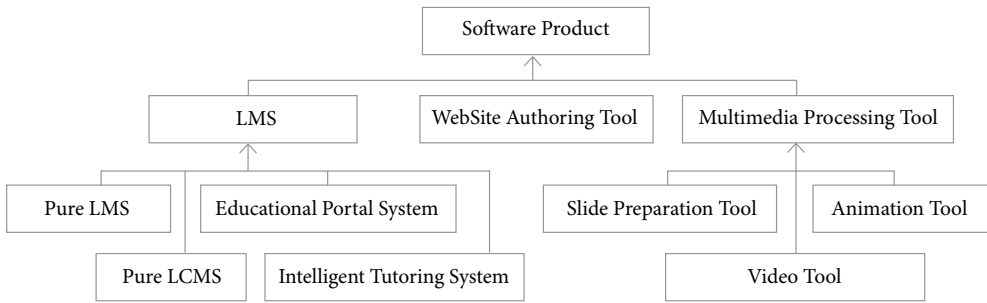 Software Product
LMS
WebSite Authoring Tool
Multimedia Processing Tool
Pure LMS
Educational Portal System
Slide Preparation Tool
Animation Tool
Pure LCMS
Intelligent Tutoring System
Video Tool